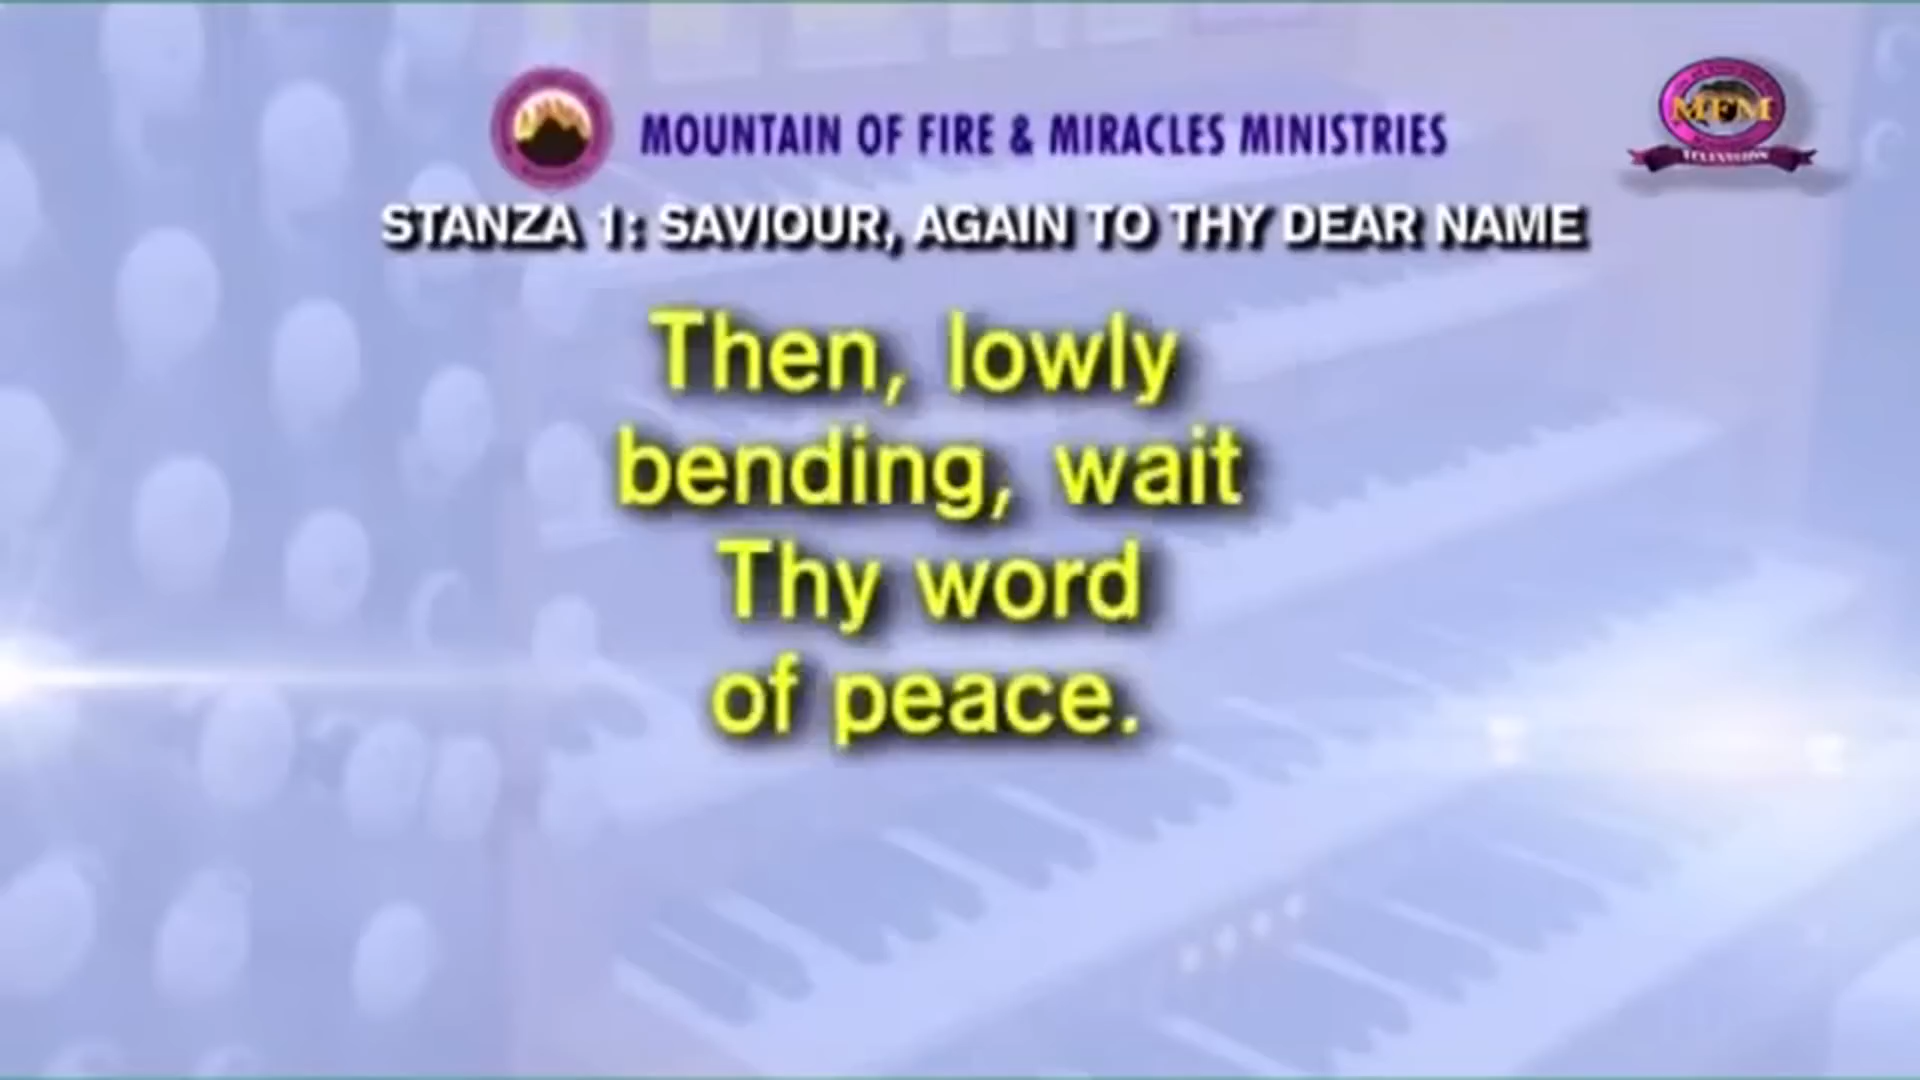 MOUNTAIN OF FIRE & MIRACLES MINISTRIES
MFM
TELEVISION
STANZA 1: SAVIOUR, AGAIN TO THY DEAR NAME
Then, lowly
bending, wait
Thy word
of peace.